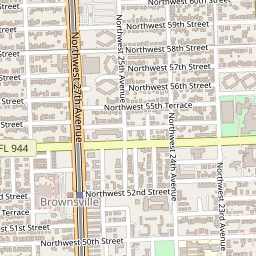 Northwest 60th Street
Northwest 59th Street
Northwest 58th Street
Northwest 57th Street
Northwest 56th Street
Northwest 55th Terrace
Northwest 27th Avenue
Northwest 25th Avenue
Northwest 24th Avenue
FL 944
Northwest 52nd Street
Brownsville
Northwest 23rd Avenue
Terrace
51st Street
Northwest 50th Street